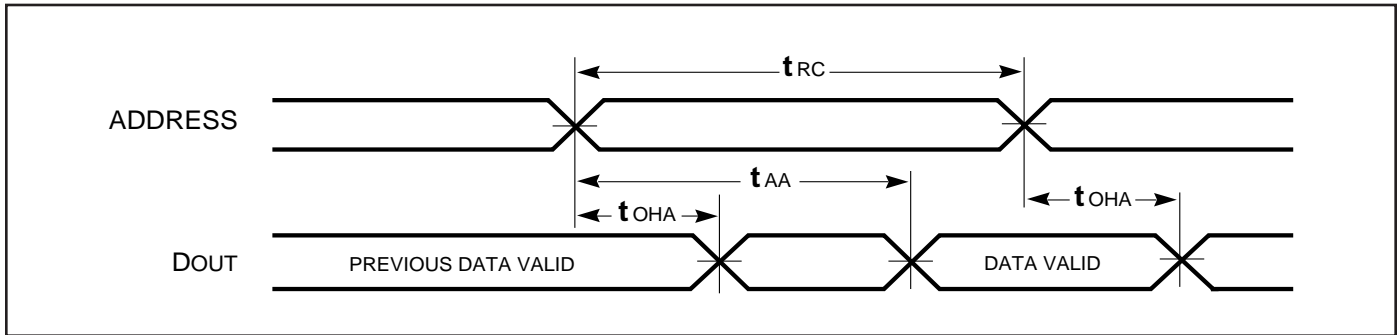 tRC
ADDRESS
tAA
tOHA
tOHA
DOUT
PREVIOUS DATA VALID
DATA VALID